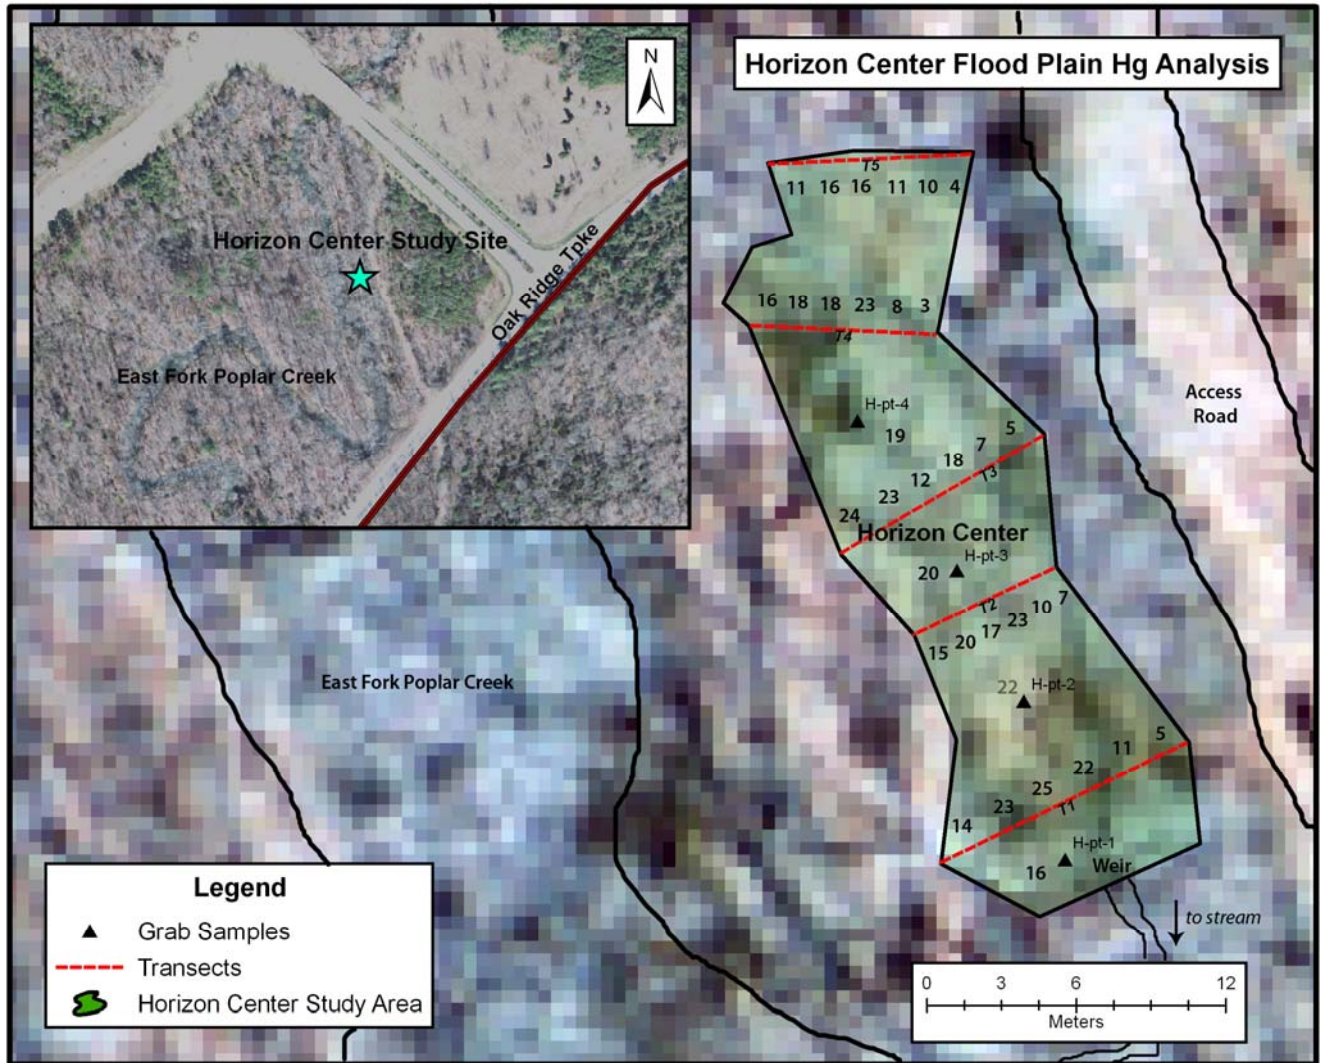 Horizon Center Flood Plain Hg Analysis
N
Horizon Center Study Site
Oak Ridge Tpke
East Fork Poplar Creek
T5
11 16 16 11 10 4
16 18 18 23 8 3
T4
H-pt-4
19
5
7
18
12
23
24
T3
Horizon Center
H-pt-3
20
T2
7
10
23
17
20
15
22 H-pt-2
5
11
22
25
23
14
T1
H-pt-1
16
Weir
to stream
Access
Road
East Fork Poplar Creek
Legend
Grab Samples
Transects
Horizon Center Study Area
0 3 6 12
Meters